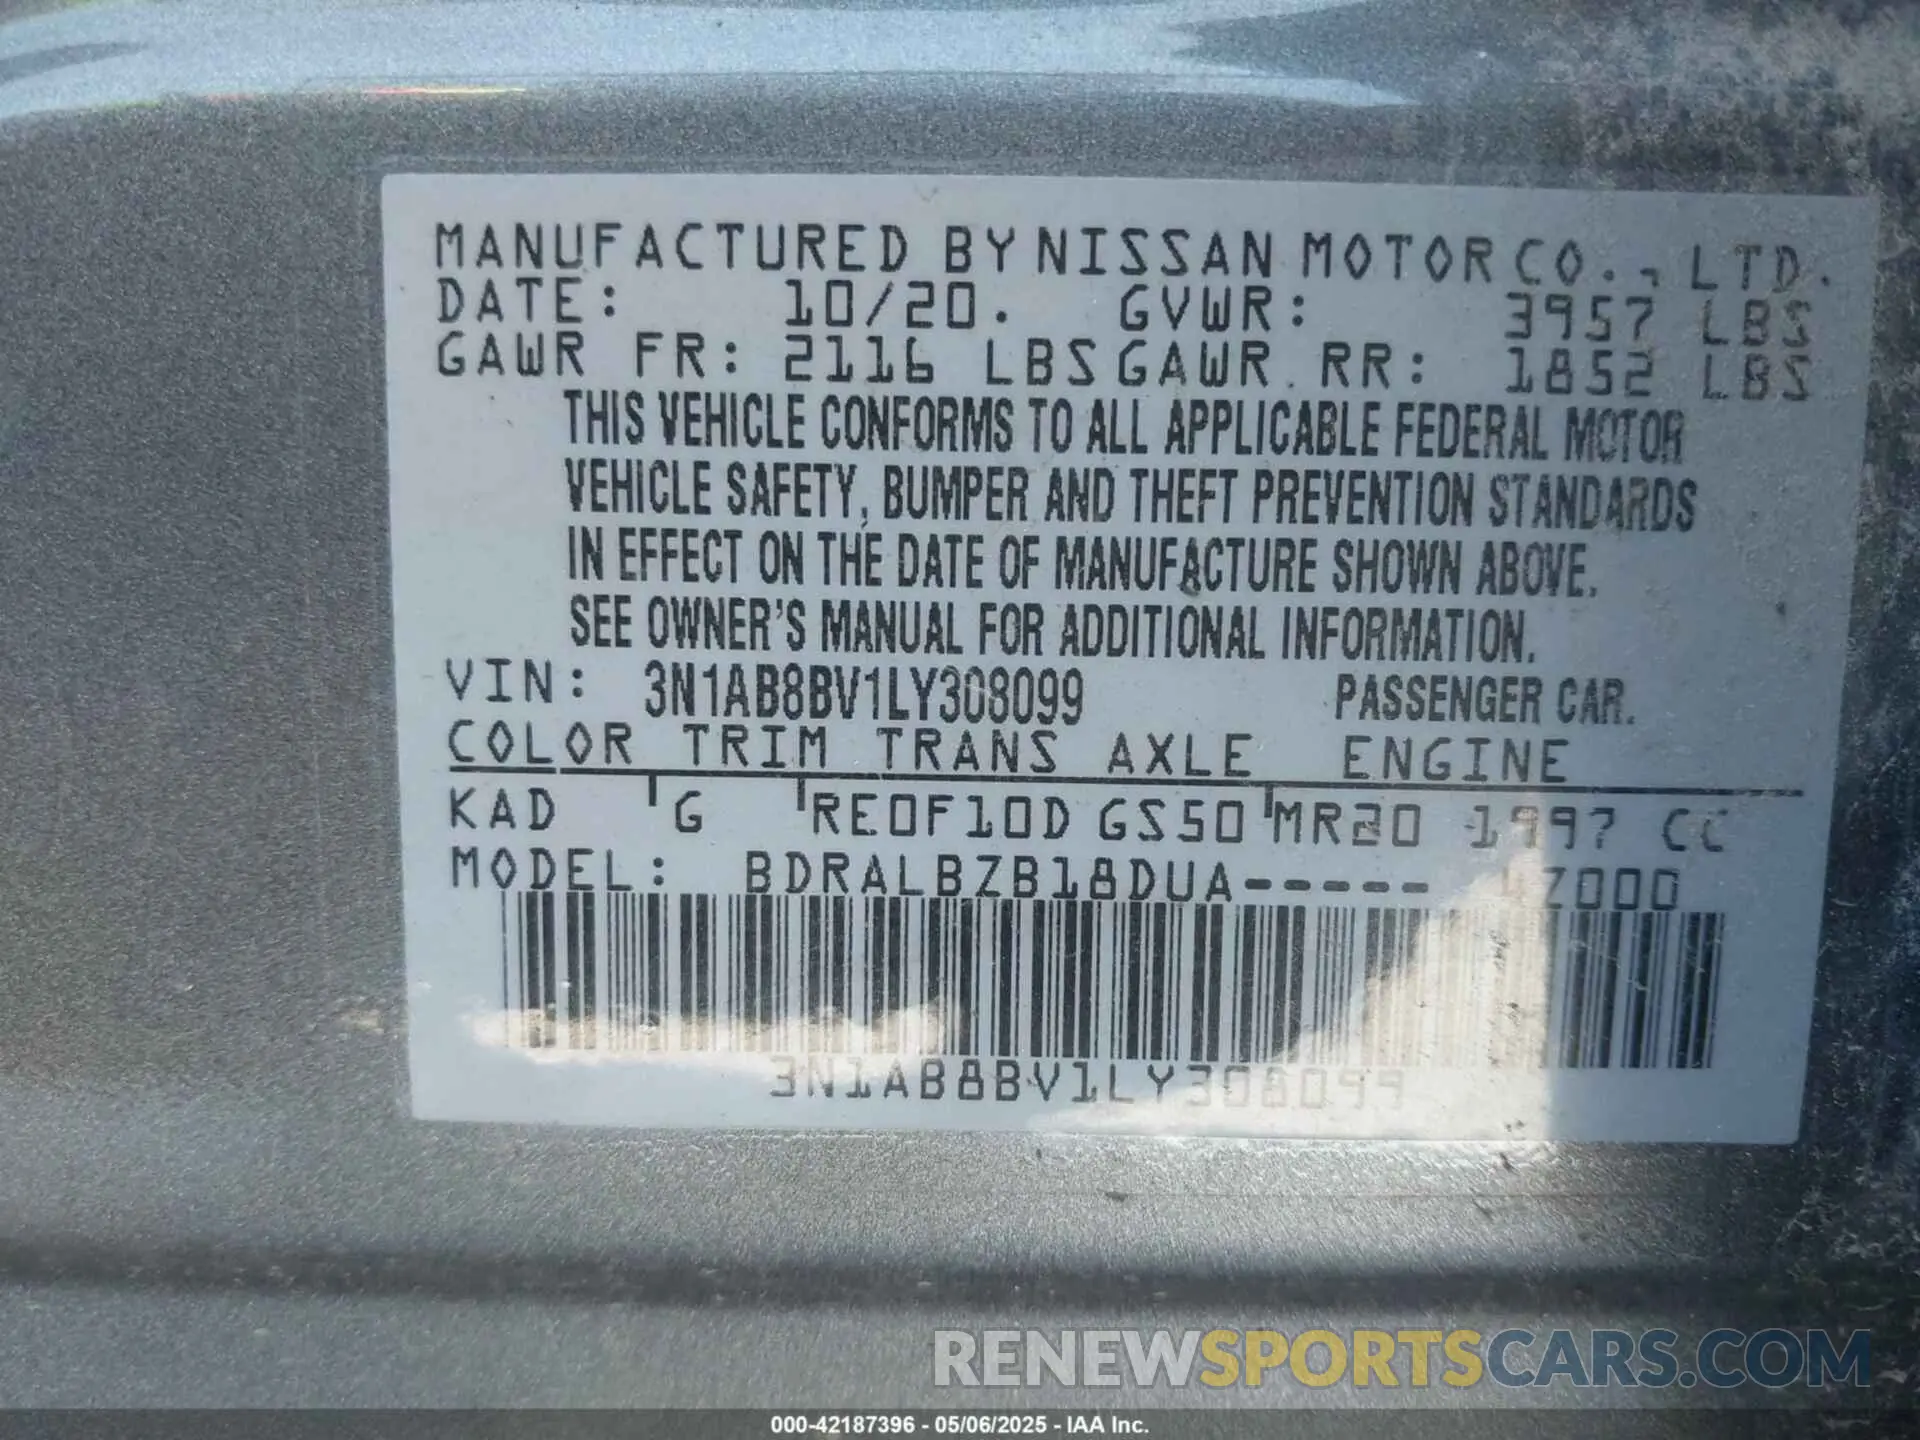 MANUFACTURED BY NISSAN MOTOR CO., LTD.
DATE: 10/20. GVWR: 3957 LBS
GAWR FR: 2116 LBS GAWR RR: 1852 LBS
THIS VEHICLE CONFORMS TO ALL APPLICABLE FEDERAL MOTOR
VEHICLE SAFETY, BUMPER AND THEFT PREVENTION STANDARDS
IN EFFECT ON THE DATE OF MANUFACTURE SHOWN ABOVE.
SEE OWNER'S MANUAL FOR ADDITIONAL INFORMATION.
VIN: 3N1AB8BV1LY308099 PASSENGER CAR.
COLOR TRIM TRANS AXLE ENGINE
KAD G RE0F10D GS50 MR20 1997 CC
MODEL: BDRALBZB18DUA-----
3N1AB8BV1LY308099
RENEWSPORTSCARS.COM
000-42187396 - 05/06/2025 - IAA Inc.